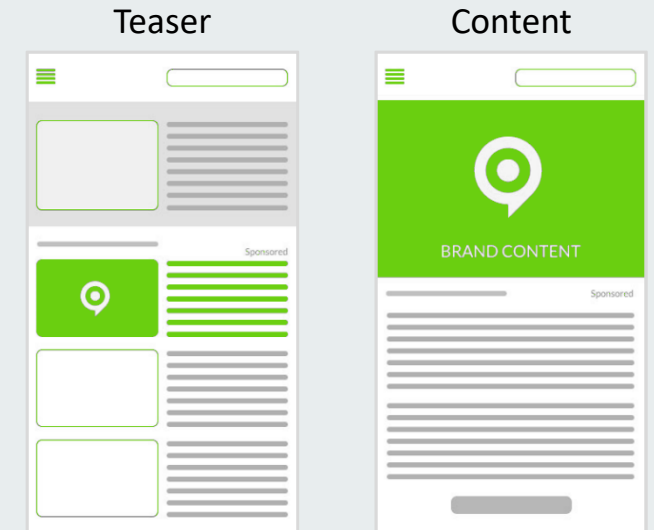 Teaser
Content
Sponsored
BRAND CONTENT
Sponsored